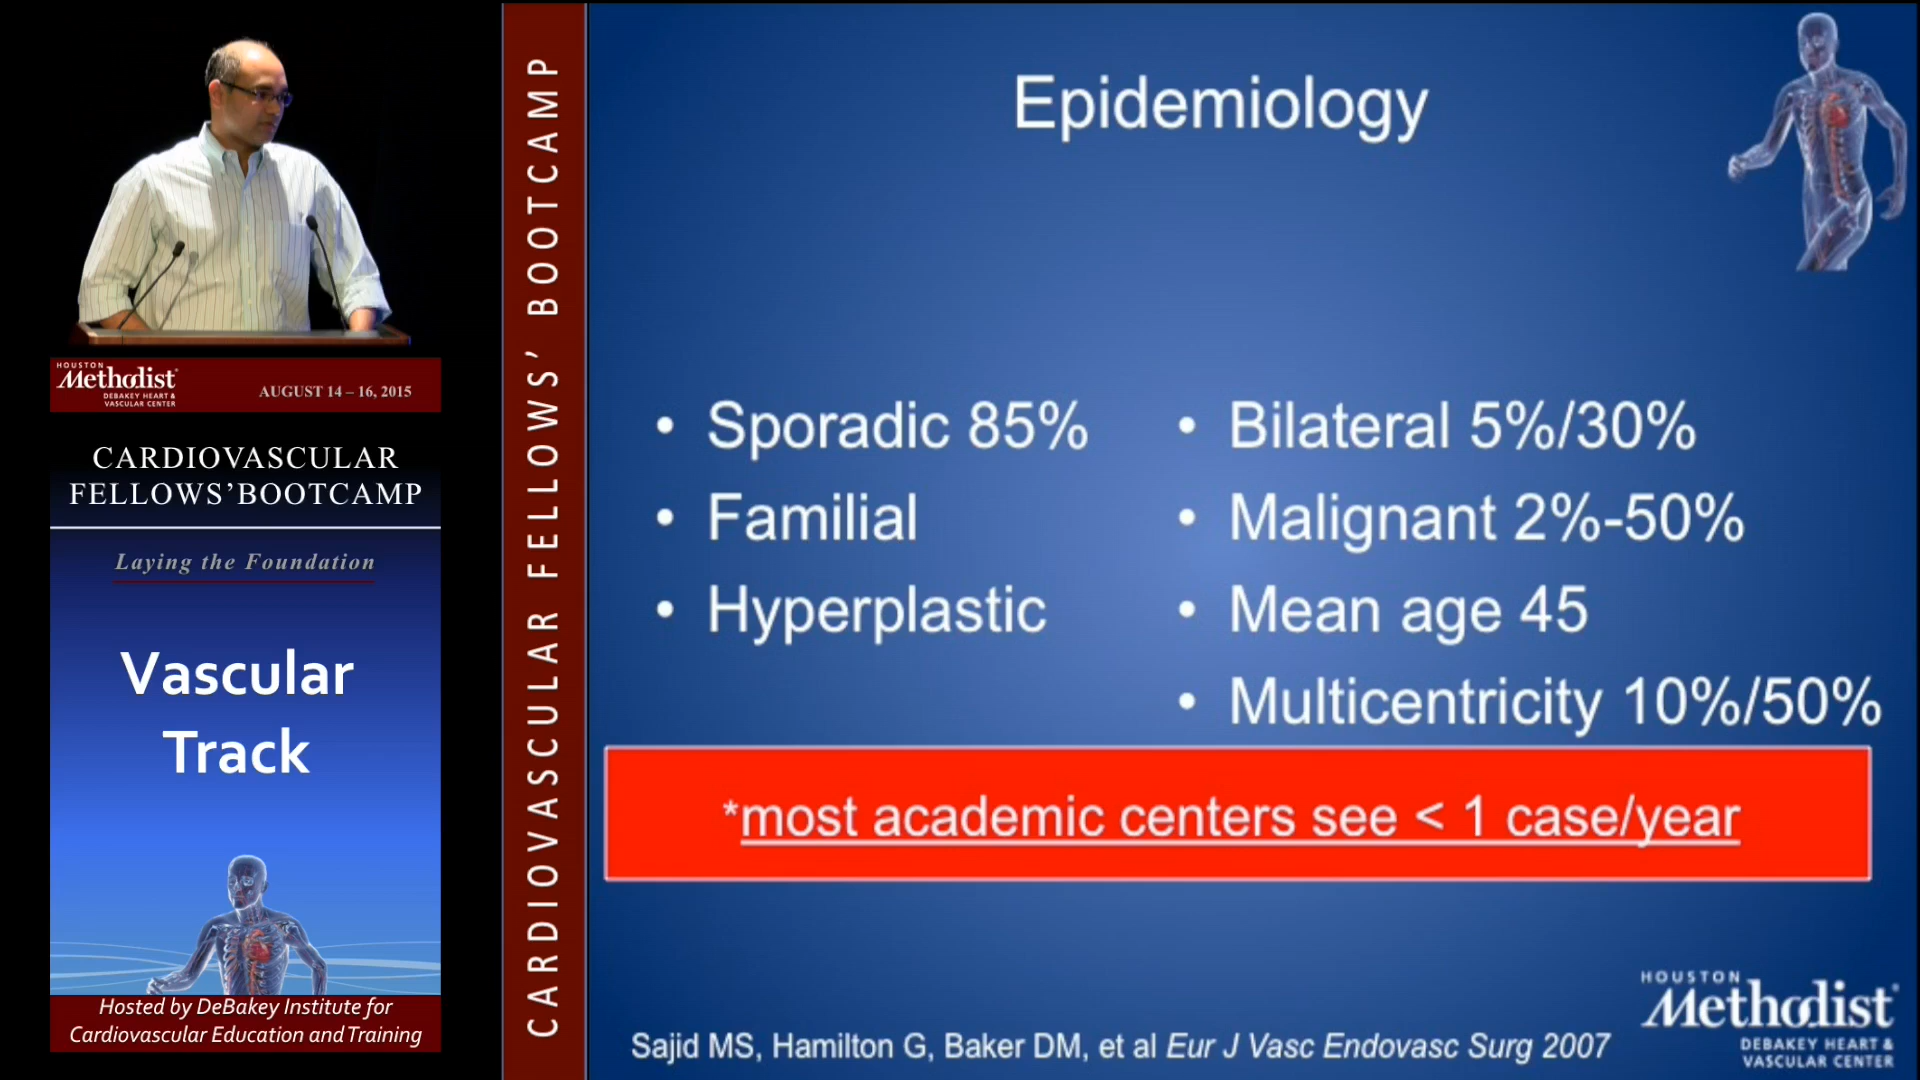 HOUSTON
Methodist
DEBAKEY HEART &
VASCULAR CENTER
AUGUST 14 – 16, 2015
CARDIOVASCULAR
FELLOWS'BOOTCAMP
Laying the Foundation
Vascular
Track
Hosted by DeBakey Institute for
Cardiovascular Education and Training
CARDIOVASCULAR FELLOWS' BOOTCAMP
Epidemiology
• Sporadic 85%
• Familial
• Hyperplastic
• Bilateral 5%/30%
• Malignant 2%-50%
• Mean age 45
• Multicentricity 10%/50%
*most academic centers see < 1 case/year
Sajid MS, Hamilton G, Baker DM, et al Eur J Vasc Endovasc Surg 2007
HOUSTON
Methodist
DEBAKEY HEART &
VASCULAR CENTER